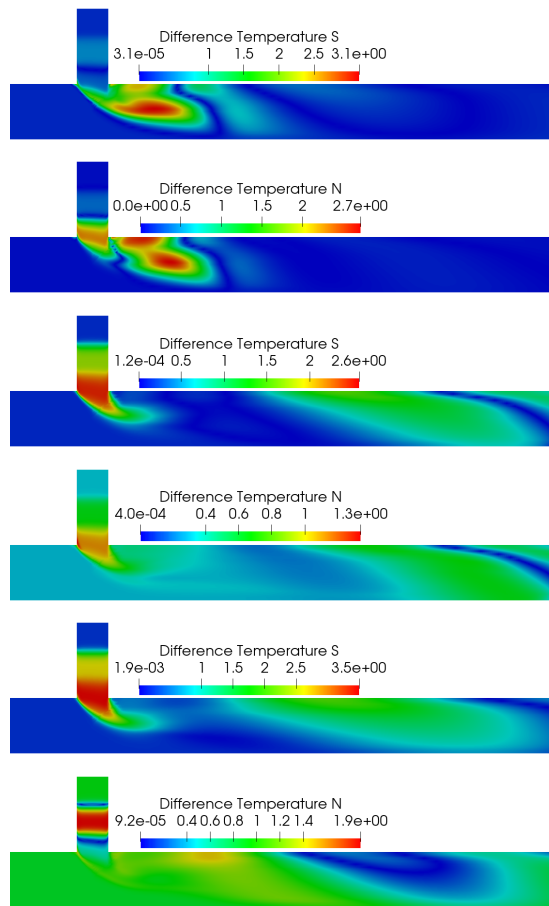 Difference Temperature S
3.1e-05 1 1.5 2 2.5 3.1e+00
Difference Temperature N
0.0e+00 0.5 1 1.5 2 2.7e+00
Difference Temperature S
1.2e-04 0.5 1 1.5 2 2.6e+00
Difference Temperature N
4.0e-04 0.4 0.6 0.8 1 1.3e+00
Difference Temperature S
1.9e-03 1 1.5 2 2.5 3.5e+00
Difference Temperature N
9.2e-05 0.4 0.6 0.8 1 1.2 1.4 1.9e+00